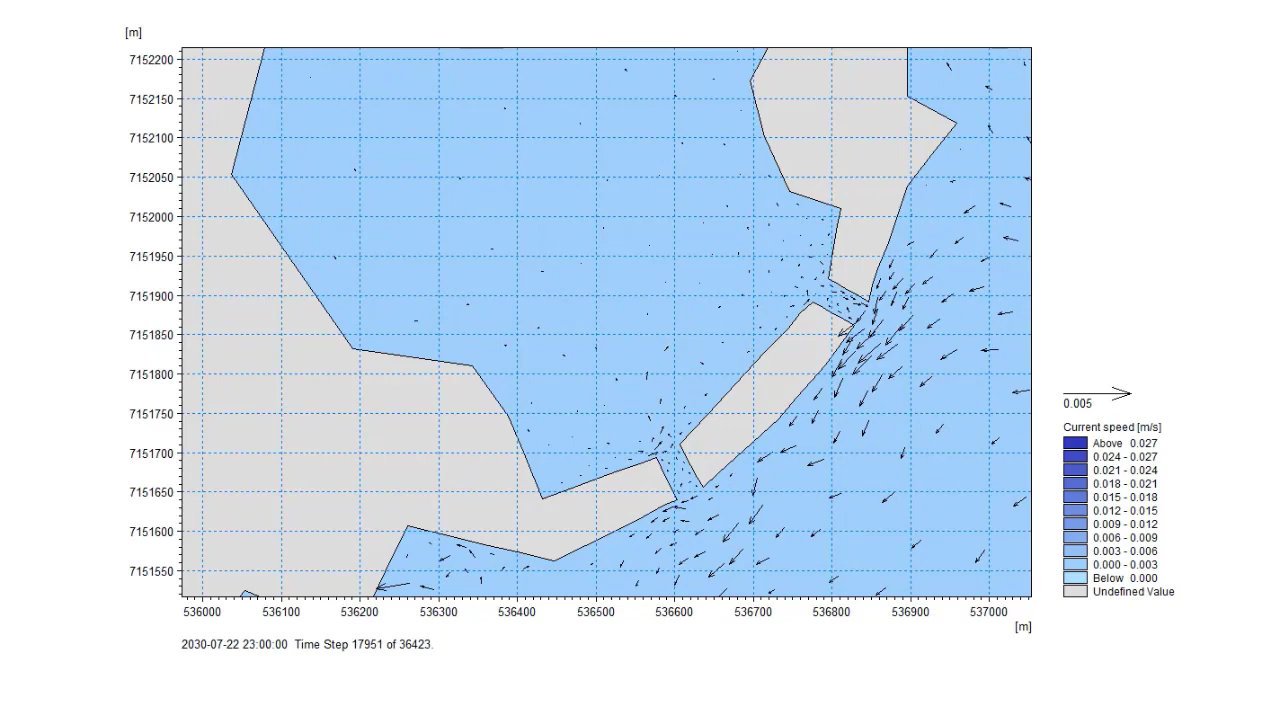 [m]
7152200
7152150
7152100
7152050
7152000
7151950
7151900
7151850
7151800
7151750
7151700
7151650
7151600
7151550
536000 536100 536200 536300 536400 536500 536600 536700 536800 536900 537000
[m]
2030-07-22 23:00:00 Time Step 17951 of 36423.
0.005
Current speed [m/s]
Above 0.027
0.024 - 0.027
0.021 - 0.024
0.018 - 0.021
0.015 - 0.018
0.012 - 0.015
0.009 - 0.012
0.006 - 0.009
0.003 - 0.006
0.000 - 0.003
Below 0.000
Undefined Value